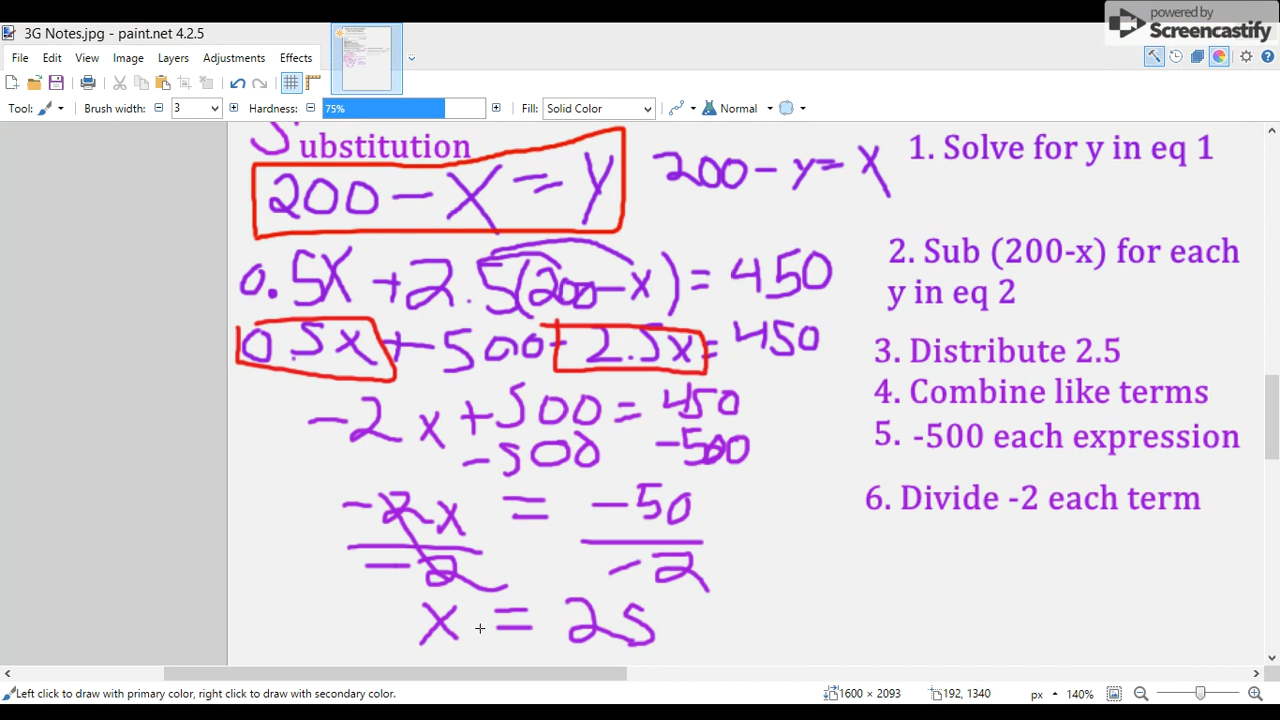 3G Notes.jpg - paint.net 4.2.5
powered by
Screencastify
File Edit View Image Layers Adjustments Effects
Tool: Brush width: 3 Hardness: 75% Fill: Solid Color Normal
Substitution
200 - X = Y
200 - y = X
1. Solve for y in eq 1
0.5X + 2.5(200 - x) = 450
2. Sub (200-x) for each
y in eq 2
0.5x + 500 - 2.5x = 450
3. Distribute 2.5
-2x + 500 = 450
4. Combine like terms
-500 -500
5. -500 each expression
-2x = -50
6. Divide -2 each term
-2 -2
x = 25
Left click to draw with primary color, right click to draw with secondary color. 1600 × 2093 192, 1340 px 140%